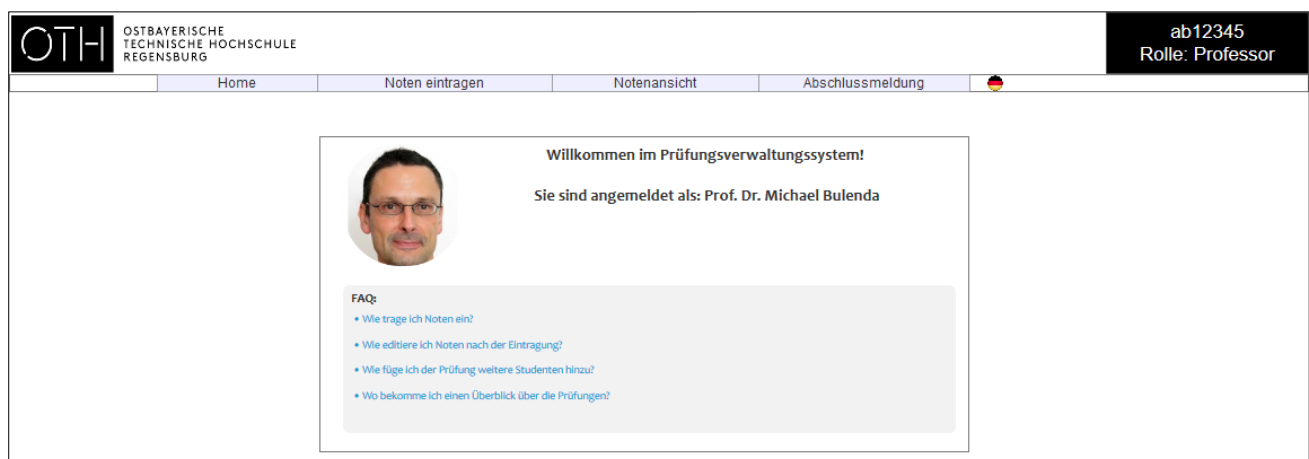 OTH
OSTBAYERISCHE
TECHNISCHE HOCHSCHULE
REGENSBURG
ab12345
Rolle: Professor
Home
Noten eintragen
Notenansicht
Abschlussmeldung
Willkommen im Prüfungsverwaltungssystem!
Sie sind angemeldet als: Prof. Dr. Michael Bulenda
FAQ:
• Wie trage ich Noten ein?
• Wie editiere ich Noten nach der Eintragung?
• Wie füge ich der Prüfung weitere Studenten hinzu?
• Wo bekomme ich einen Überblick über die Prüfungen?